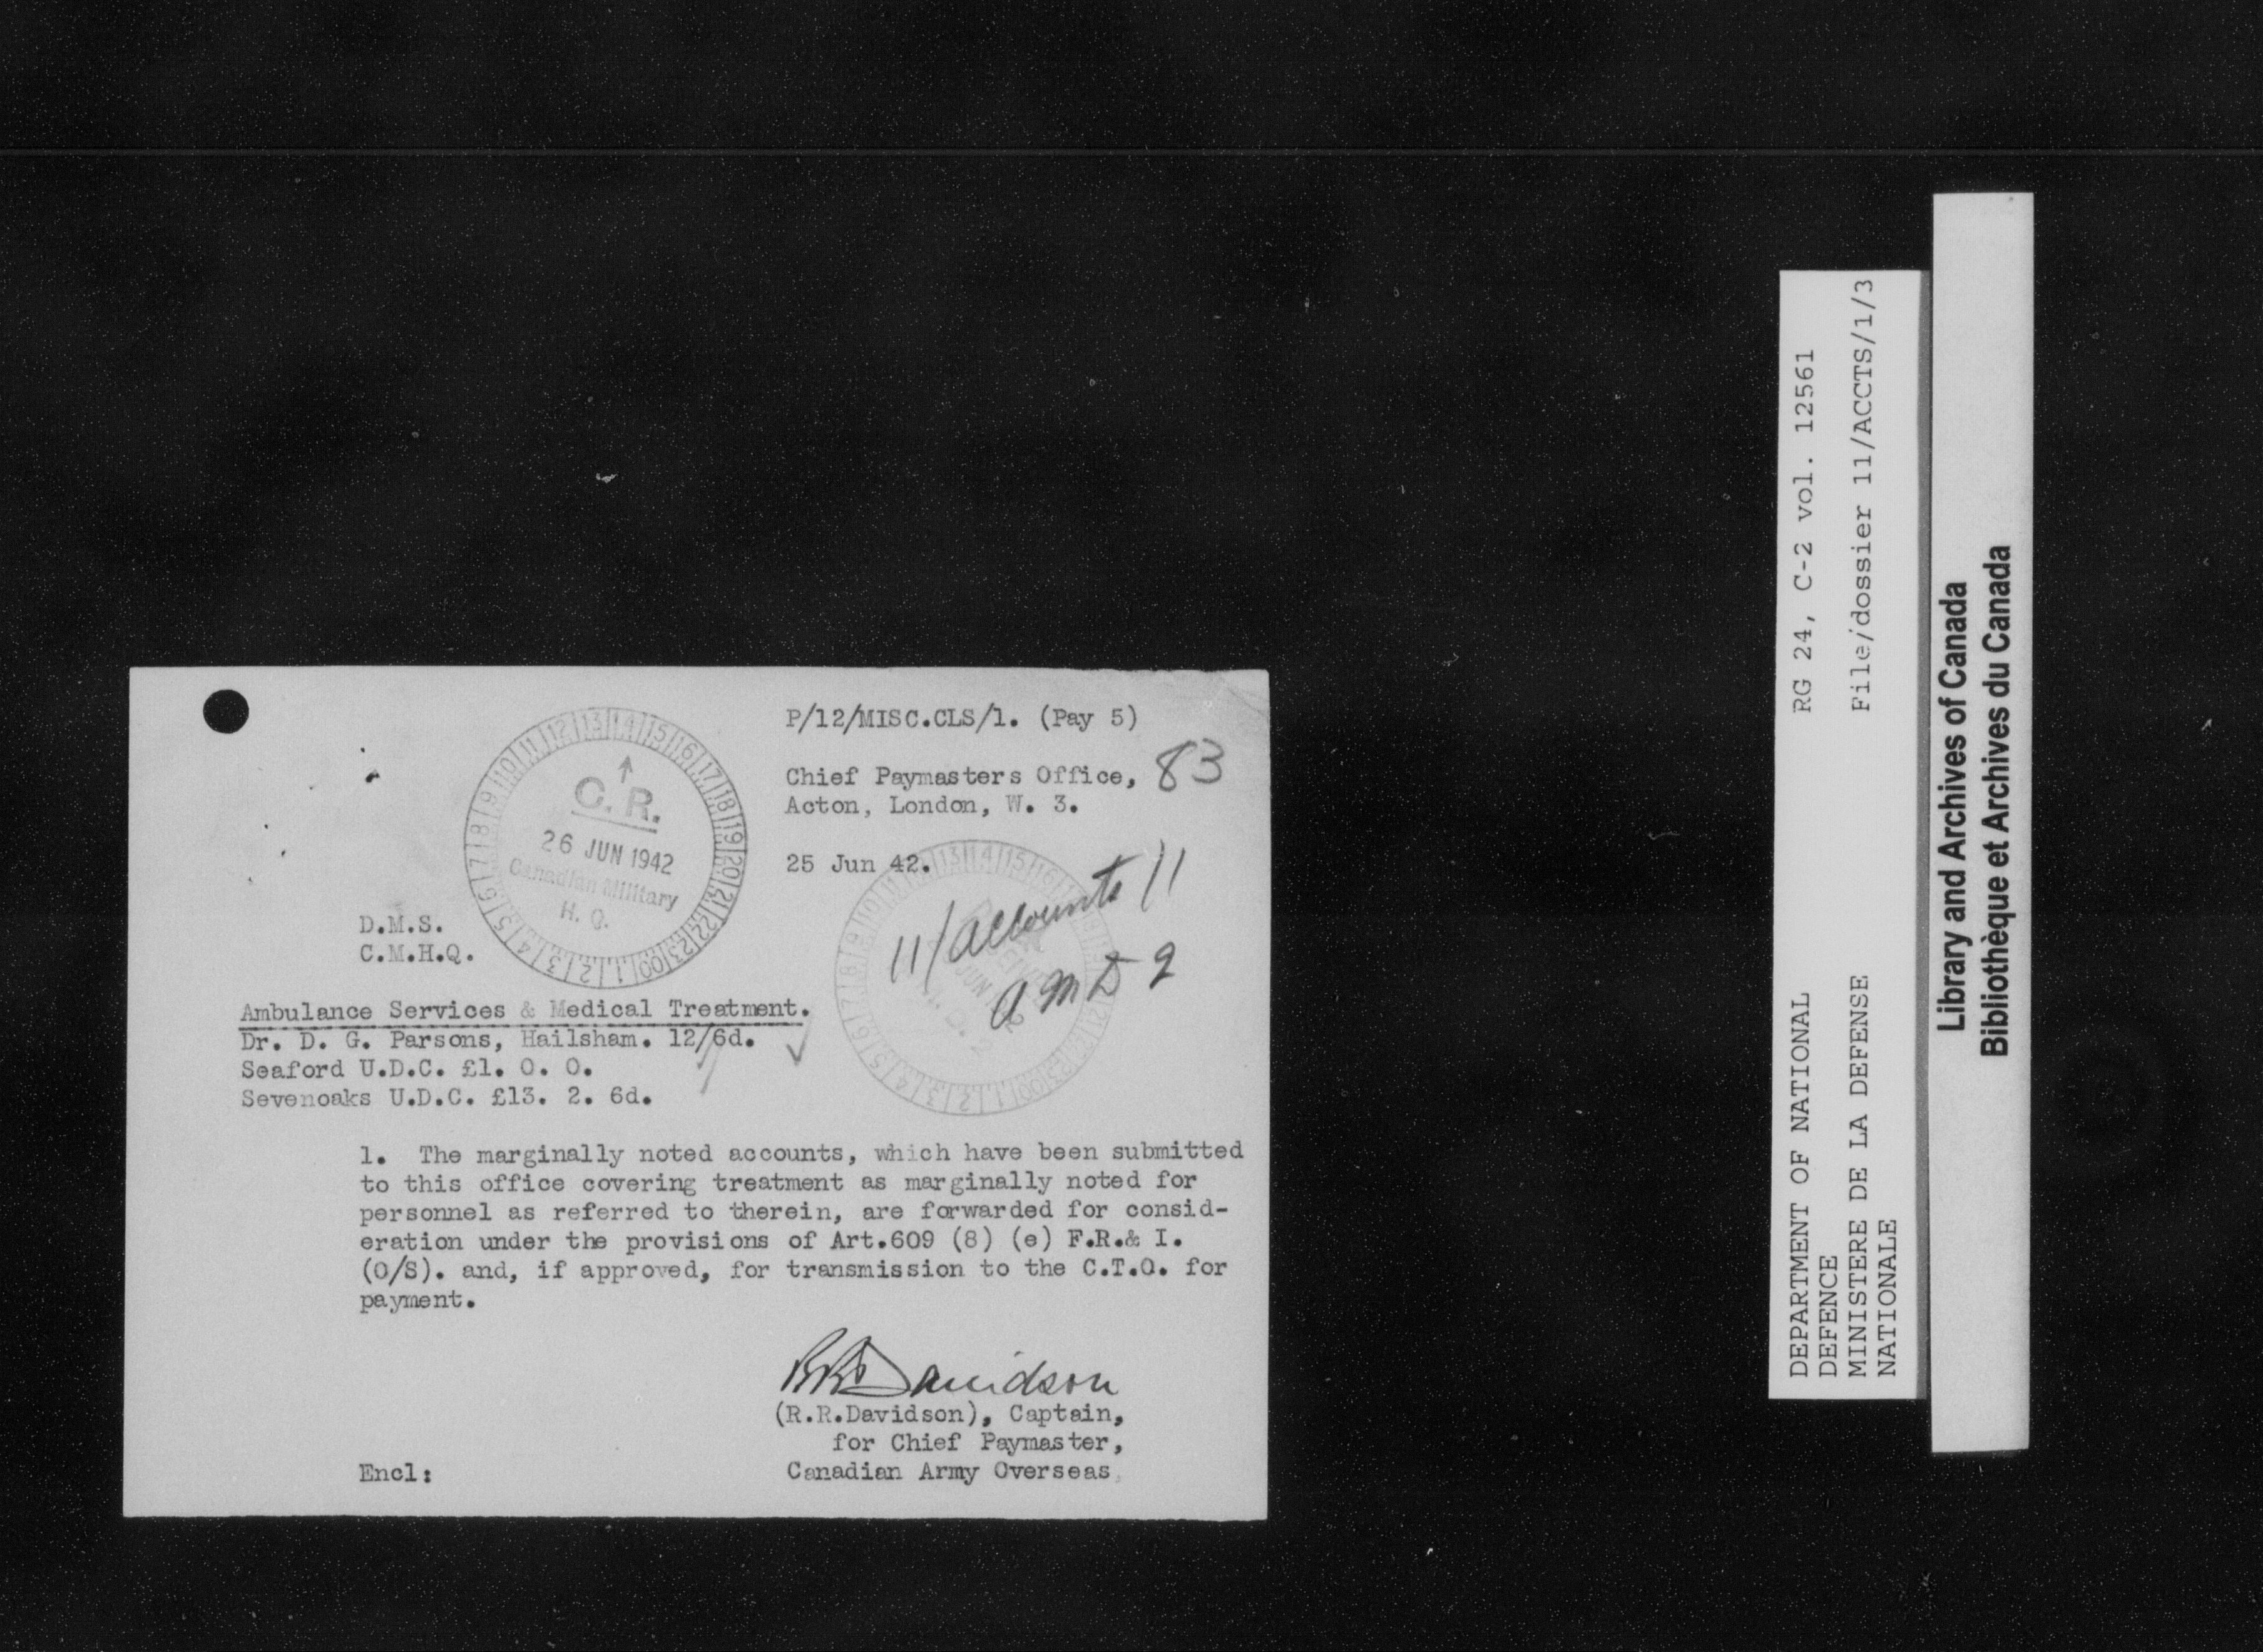 P/12/MISC.CLS/1. (Pay 5)
83
Chief Paymasters Office,
Acton, London, W. 3.
25 Jun 42.
11/accounts/1
AMD 2
C.R.
26 JUN 1942
Canadian Military
H. Q.
D.M.S.
C.M.H.Q.
Ambulance Services & Medical Treatment.
Dr. D. G. Parsons, Hailsham. 12/6d.
Seaford U.D.C. £1. 0. 0.
Sevenoaks U.D.C. £13. 2. 6d.
1. The marginally noted accounts, which have been submitted
to this office covering treatment as marginally noted for
personnel as referred to therein, are forwarded for consid-
eration under the provisions of Art.609 (8) (e) F.R.& I.
(O/S). and, if approved, for transmission to the C.T.O. for
payment.
RRDavidson
(R.R.Davidson), Captain,
for Chief Paymaster,
Canadian Army Overseas.
Encl:
DEPARTMENT OF NATIONAL
DEFENCE
MINISTERE DE LA DEFENSE
NATIONALE
RG 24, C-2 vol. 12561
File/dossier 11/ACCTS/1/3
Library and Archives of Canada
Bibliothèque et Archives du Canada